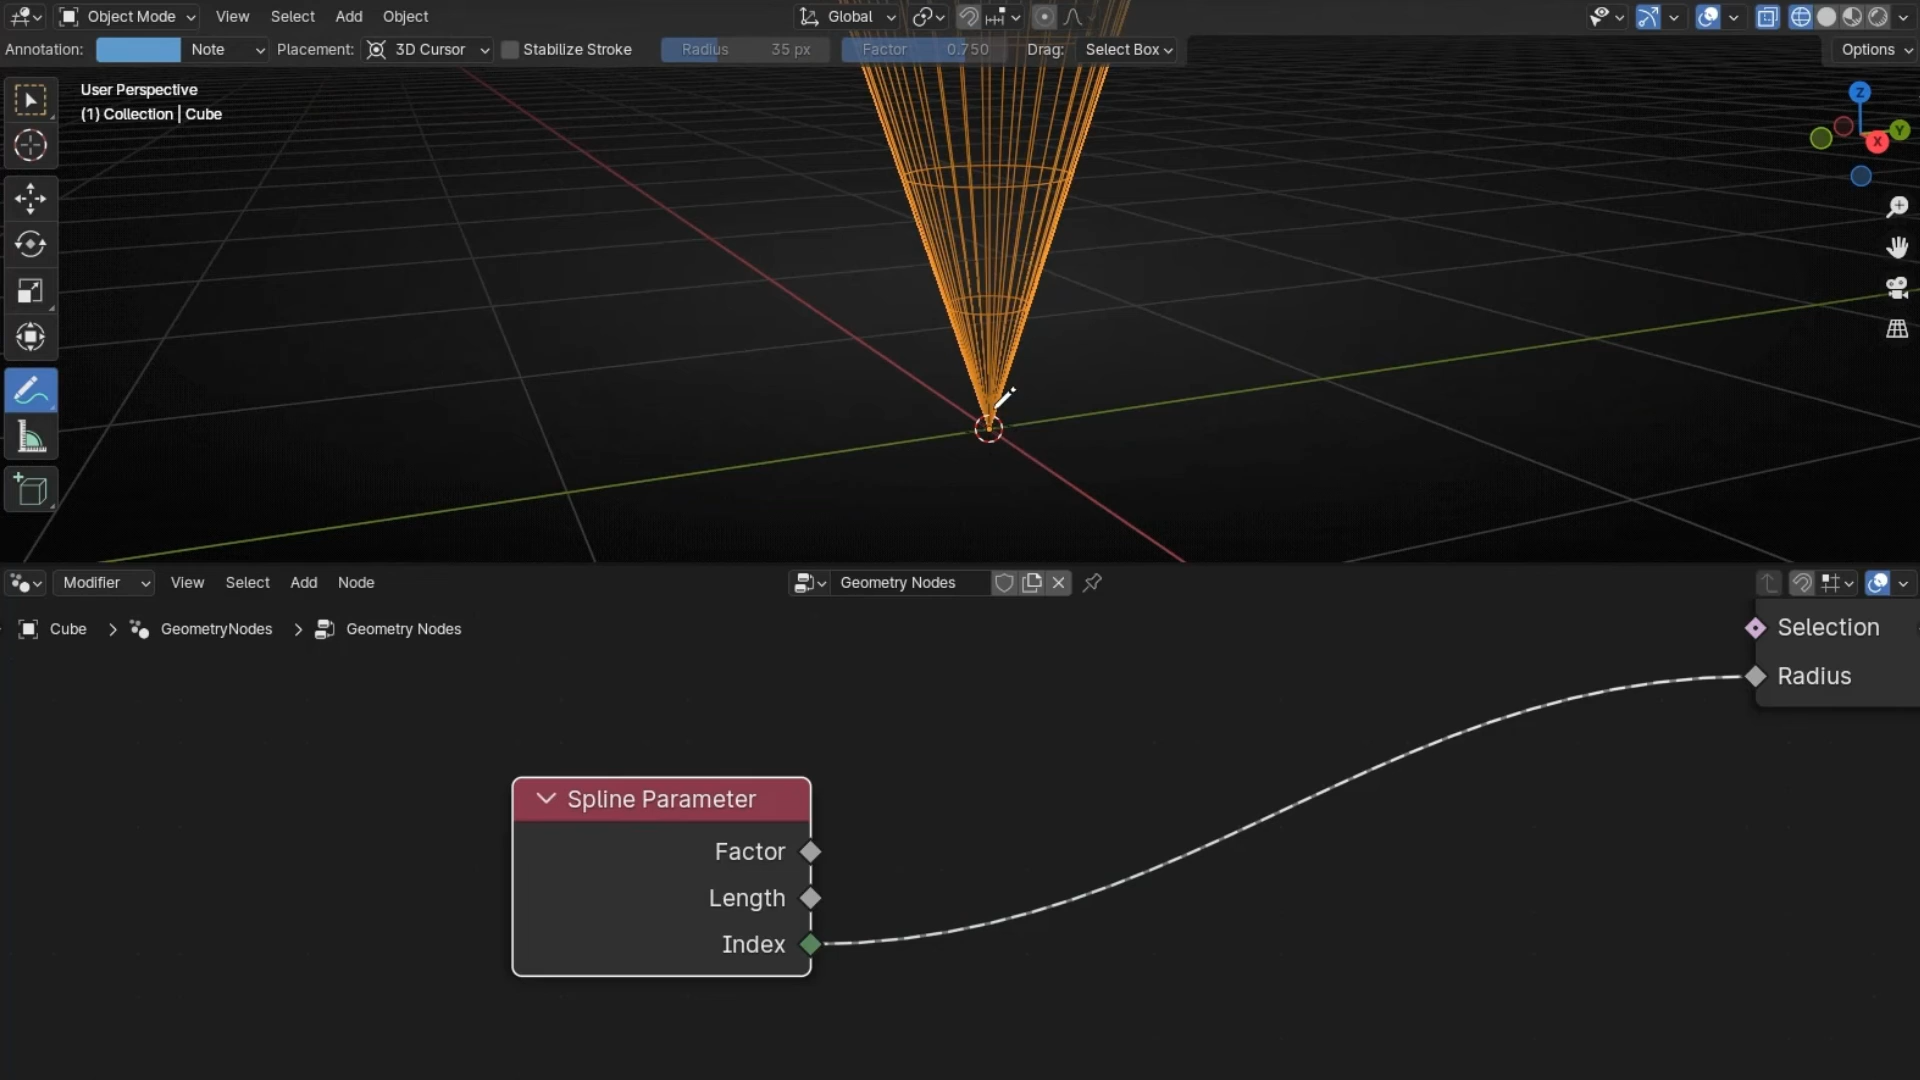 Object Mode View Select Add Object Global
Annotation: Note Placement: 3D Cursor Stabilize Stroke Radius 35 px Factor 0.750 Drag: Select Box Options
User Perspective
(1) Collection | Cube
Z
Y
X
Modifier View Select Add Node Geometry Nodes
Cube GeometryNodes Geometry Nodes
Selection
Radius
Spline Parameter
Factor
Length
Index